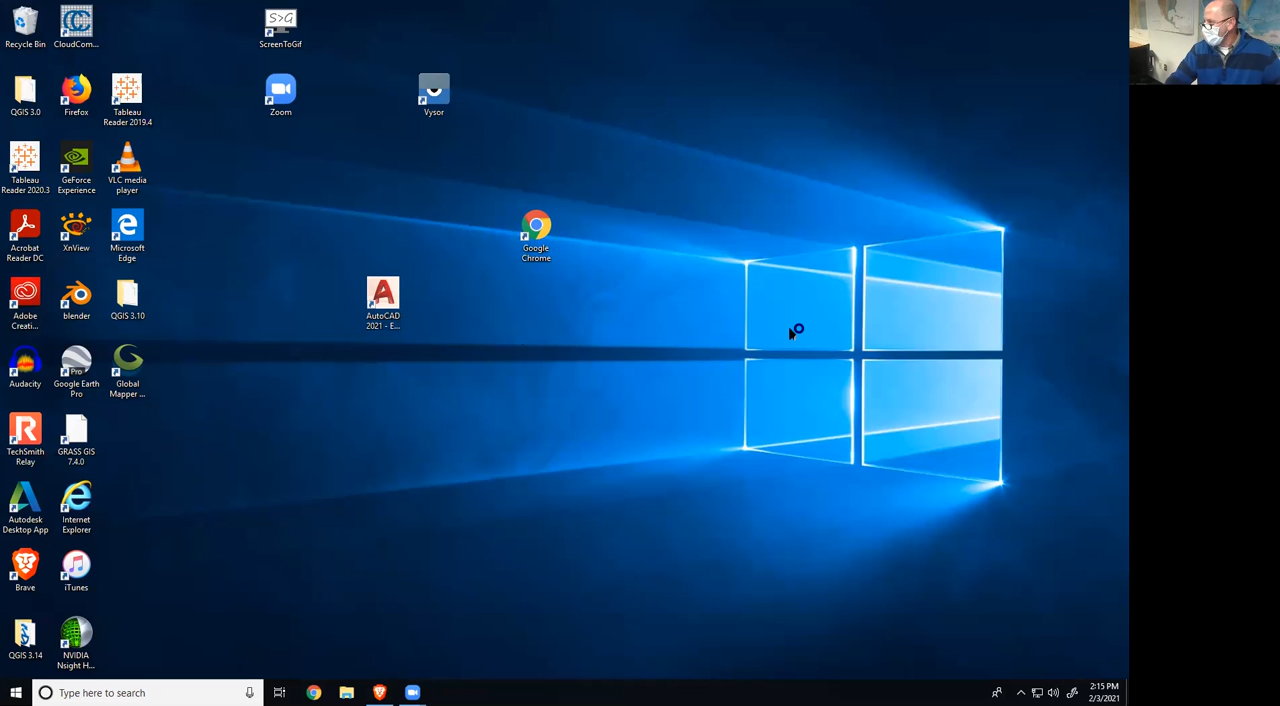 Recycle Bin
CloudCom...
S>G
ScreenToGif
QGIS 3.0
Firefox
Tableau
Reader 2019.4
Zoom
Vysor
Tableau
Reader 2020.3
GeForce
Experience
VLC media
player
Acrobat
Reader DC
XnView
Microsoft
Edge
Google
Chrome
Adobe
Creati...
blender
QGIS 3.10
AutoCAD
2021 - E...
Audacity
Pro
Google Earth
Pro
Global
Mapper ...
TechSmith
Relay
GRASS GIS
7.4.0
Autodesk
Desktop App
Internet
Explorer
Brave
iTunes
QGIS 3.14
NVIDIA
Nsight H...
Type here to search
2:15 PM
2/3/2021